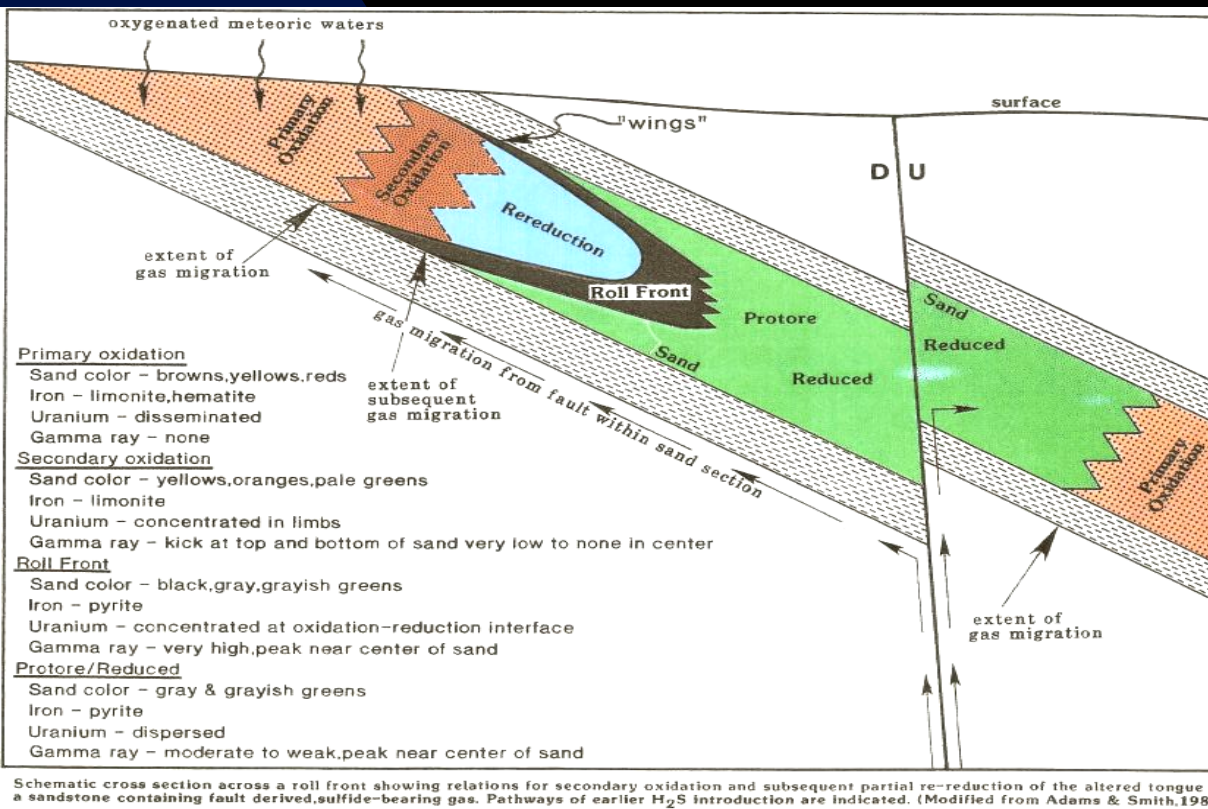 oxygenated meteoric waters
surface
"wings"
D U
Primary
Oxidation
Secondary
Oxidation
Rereduction
Roll Front
extent of
gas migration
Protore
Sand
Reduced
Sand
Reduced
gas migration from fault within sand section
extent of
subsequent
gas migration
Primary
Oxidation
extent of
gas migration
Primary oxidation
Sand color – browns,yellows.reds
Iron – limonite,hematite
Uranium – disseminated
Gamma ray – none
Secondary oxidation
Sand color – yellows,oranges,pale greens
Iron – limonite
Uranium – concentrated in limbs
Gamma ray – kick at top and bottom of sand very low to none in center
Roll Front
Sand color – black,gray,grayish greens
Iron – pyrite
Uranium – concentrated at oxidation-reduction interface
Gamma ray – very high,peak near center of sand
Protore/Reduced
Sand color – gray & grayish greens
Iron – pyrite
Uranium – dispersed
Gamma ray – moderate to weak,peak near center of sand
Schematic cross section across a roll front showing relations for secondary oxidation and subsequent partial re-reduction of the altered tongue
a sandstone containing fault derived,sulfide-bearing gas. Pathways of earlier H₂S introduction are indicated. (Modified from Adams & Smith,198